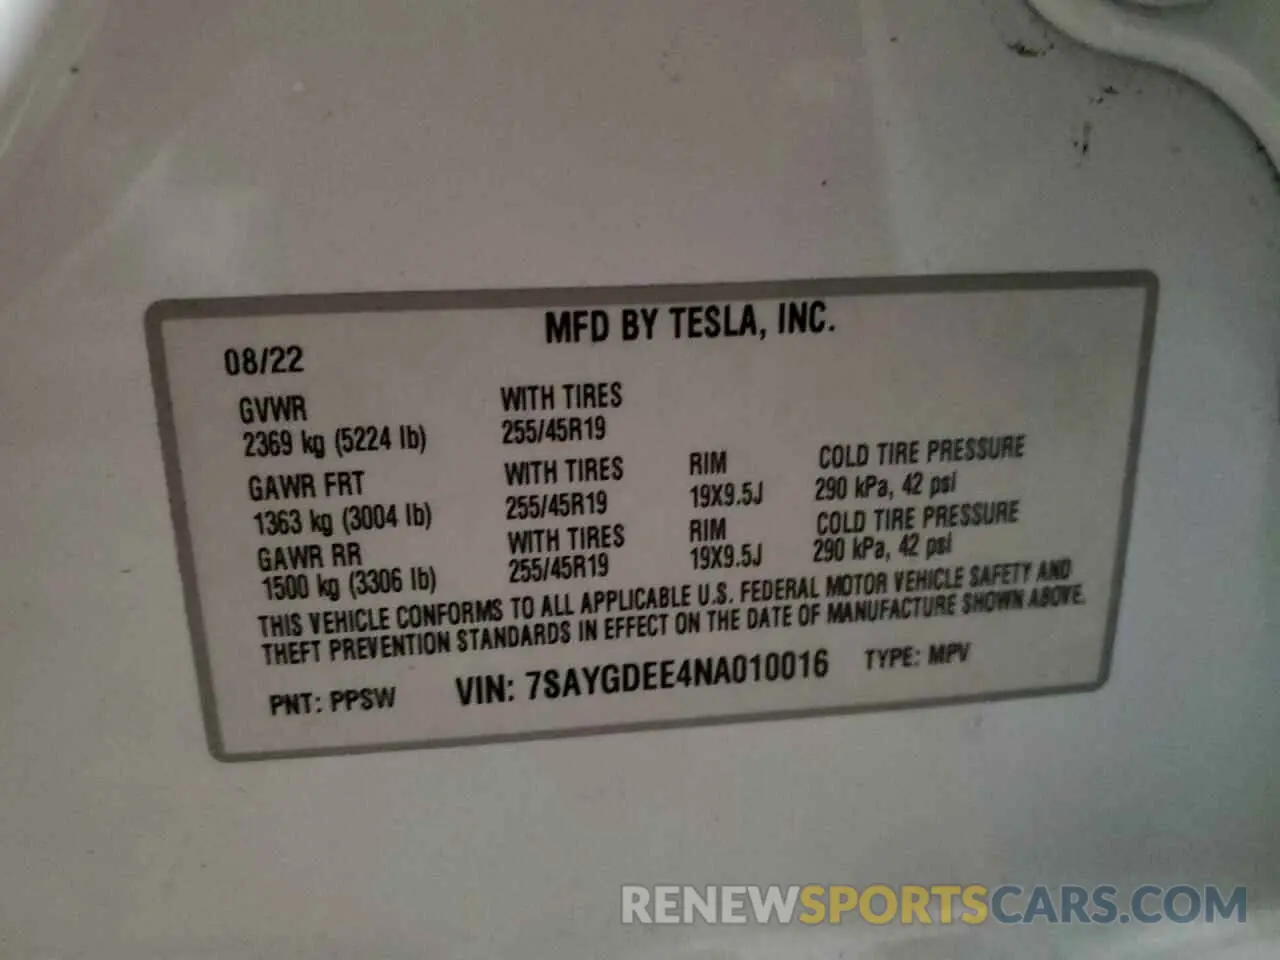 MFD BY TESLA, INC.
08/22
GVWR WITH TIRES
2369 kg (5224 lb) 255/45R19
GAWR FRT WITH TIRES RIM COLD TIRE PRESSURE
1363 kg (3004 lb) 255/45R19 19X9.5J 290 kPa, 42 psi
GAWR RR WITH TIRES RIM COLD TIRE PRESSURE
1500 kg (3306 lb) 255/45R19 19X9.5J 290 kPa, 42 psi
THIS VEHICLE CONFORMS TO ALL APPLICABLE U.S. FEDERAL MOTOR VEHICLE SAFETY AND
THEFT PREVENTION STANDARDS IN EFFECT ON THE DATE OF MANUFACTURE SHOWN ABOVE.
PNT: PPSW VIN: 7SAYGDEE4NA010016 TYPE: MPV
RENEWSPORTSCARS.COM